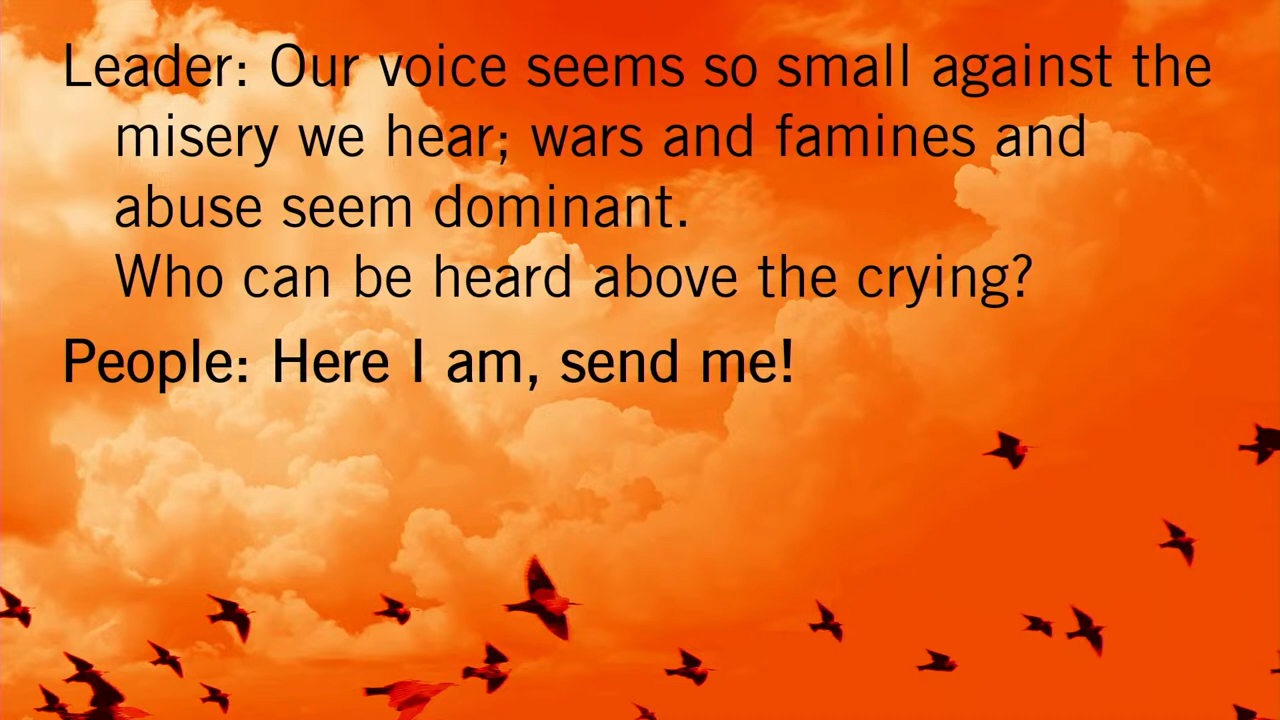 Leader: Our voice seems so small against the
misery we hear; wars and famines and
abuse seem dominant.
Who can be heard above the crying?
People: Here I am, send me!